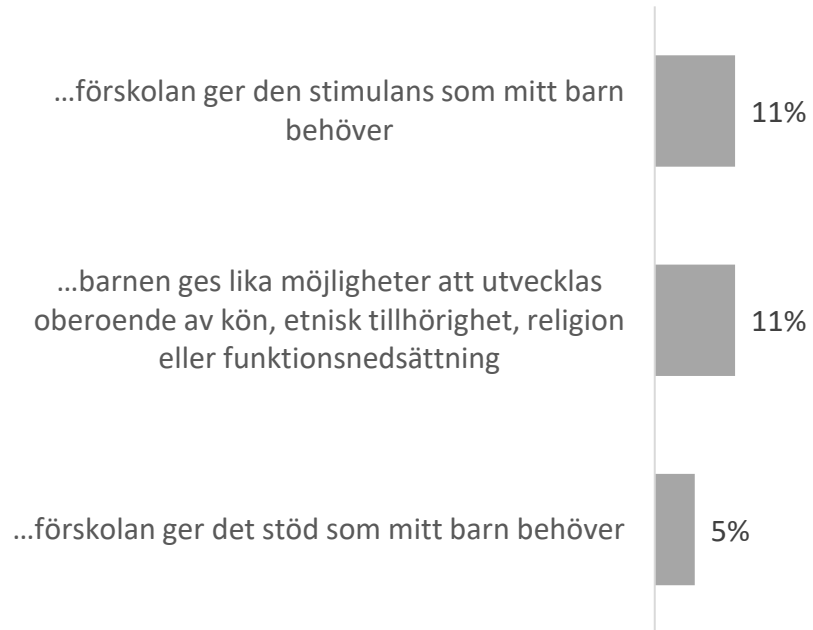 …förskolan ger den stimulans som mitt barn
behöver
11%
…barnen ges lika möjligheter att utvecklas
oberoende av kön, etnisk tillhörighet, religion
eller funktionsnedsättning
11%
…förskolan ger det stöd som mitt barn behöver
5%